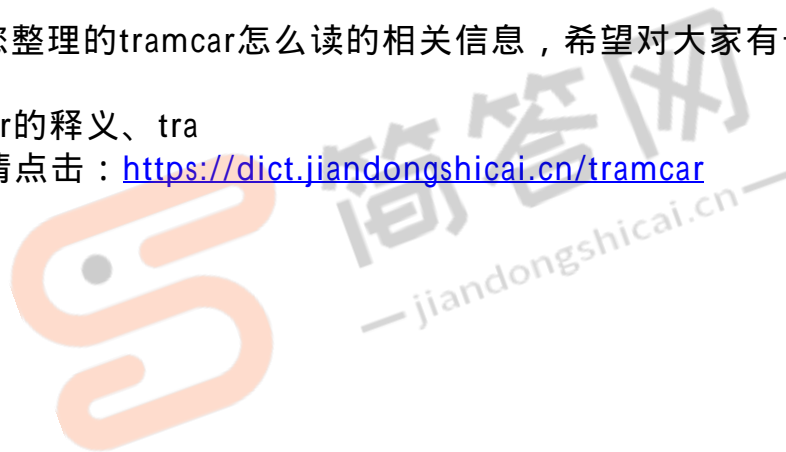 整理的tramcar怎么读的相关信息，希望对大家有
r的释义、tra
点击：https://dict.jiandongshicai.cn/tramcar
简答网
jiandongshicai.cn